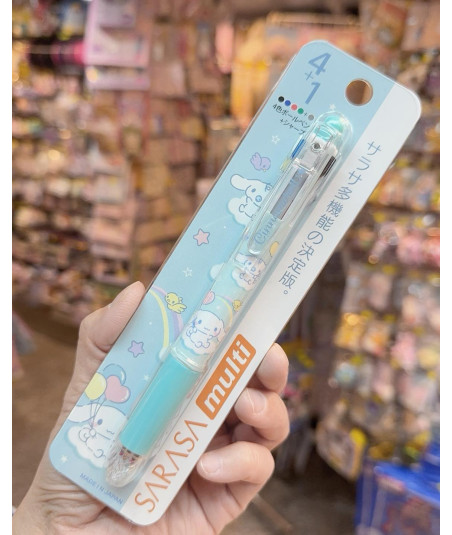 4+1
4色ボールペン
+シャープ
サラサ多機能の決定版。
SARASA multi
MADE IN JAPAN